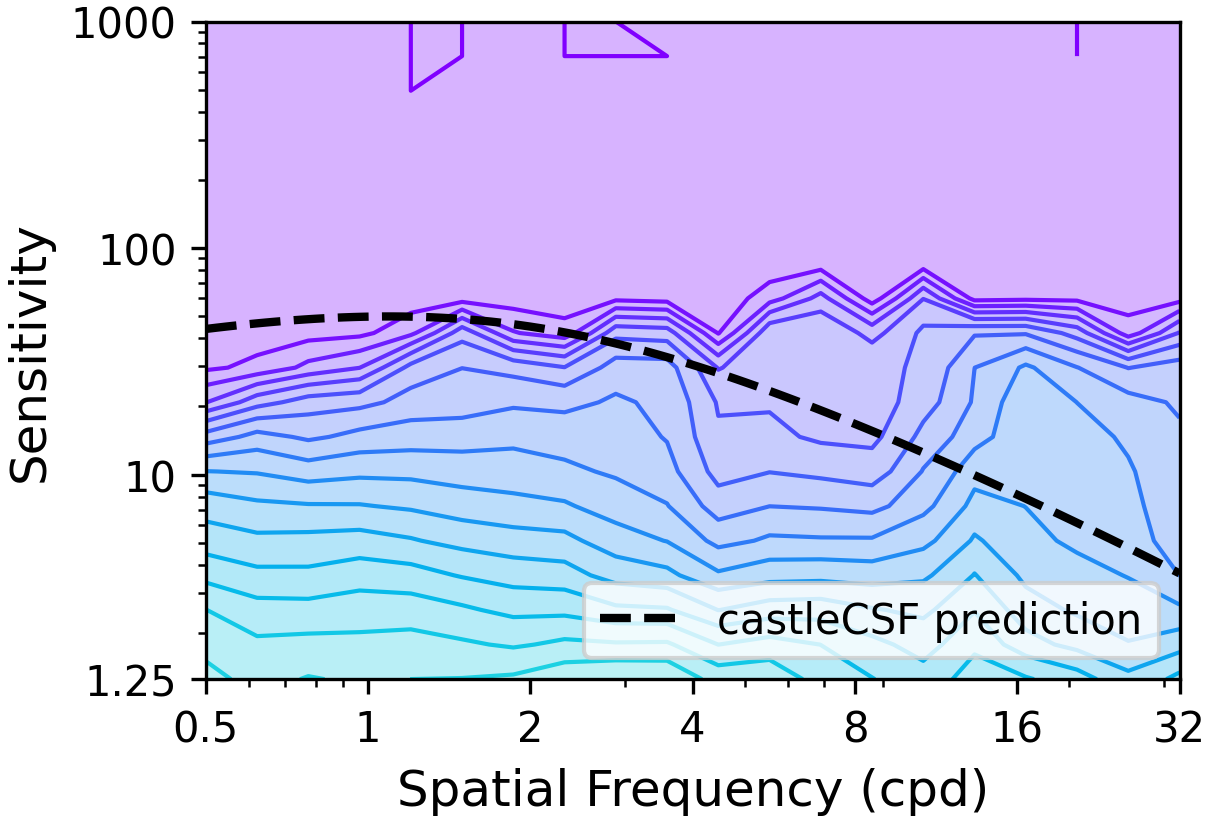 1000
100
10
1.25
Sensitivity
castleCSF prediction
0.5 1 2 4 8 16 32
Spatial Frequency (cpd)